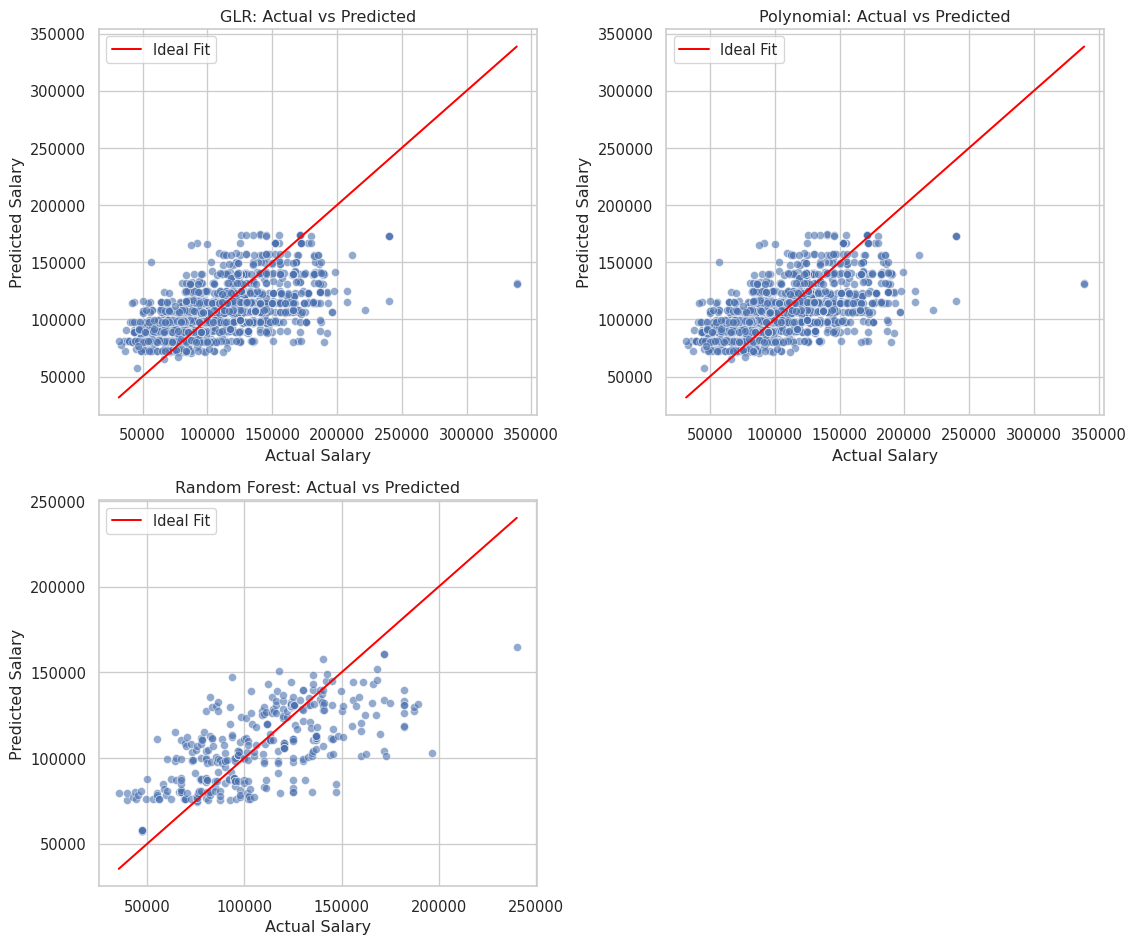 GLR: Actual vs Predicted
Ideal Fit
350000
300000
250000
200000
150000
100000
50000
Predicted Salary
50000 100000 150000 200000 250000 300000 350000
Actual Salary
Polynomial: Actual vs Predicted
Ideal Fit
350000
300000
250000
200000
150000
100000
50000
Predicted Salary
50000 100000 150000 200000 250000 300000 350000
Actual Salary
Random Forest: Actual vs Predicted
Ideal Fit
250000
200000
150000
100000
50000
Predicted Salary
50000 100000 150000 200000 250000
Actual Salary